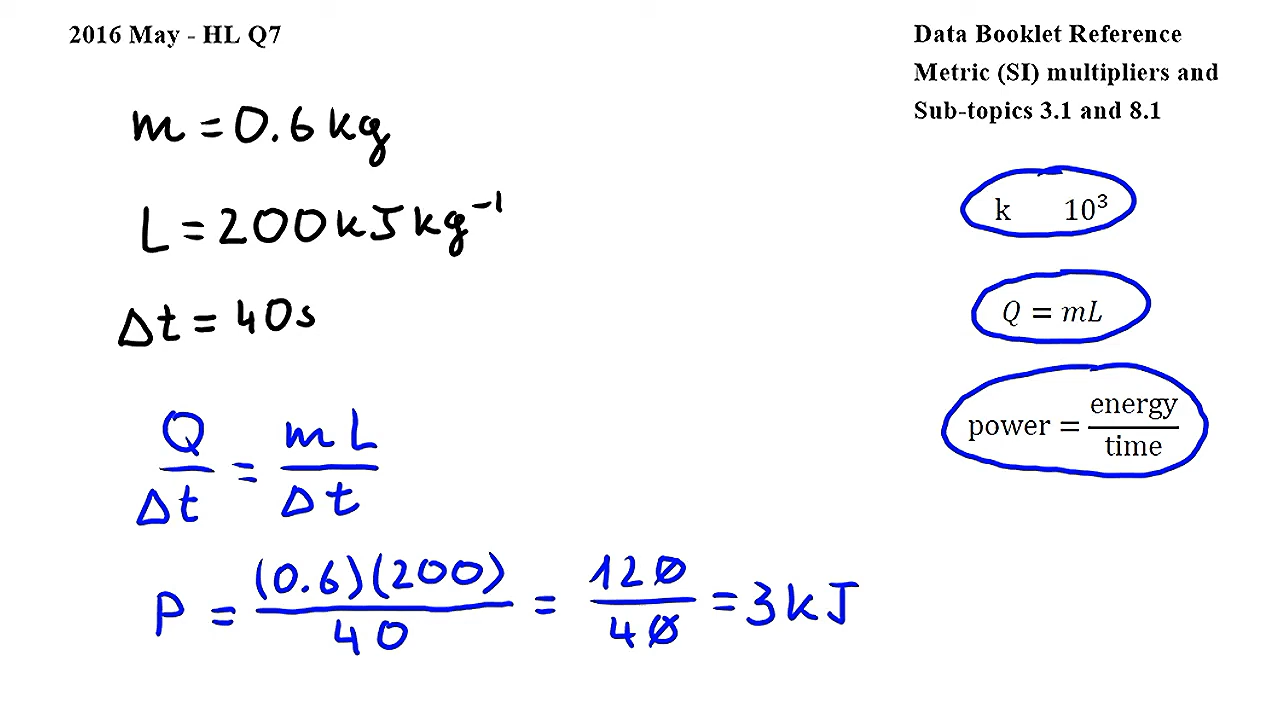 2016 May - HL Q7
m = 0.6 kg
L = 200 kJ kg⁻¹
Δt = 40s
Q/Δt = mL/Δt
P = (0.6)(200)/40 = 120/40 = 3 kJ
Data Booklet Reference
Metric (SI) multipliers and
Sub-topics 3.1 and 8.1
k 10³
Q = mL
power = energy/time